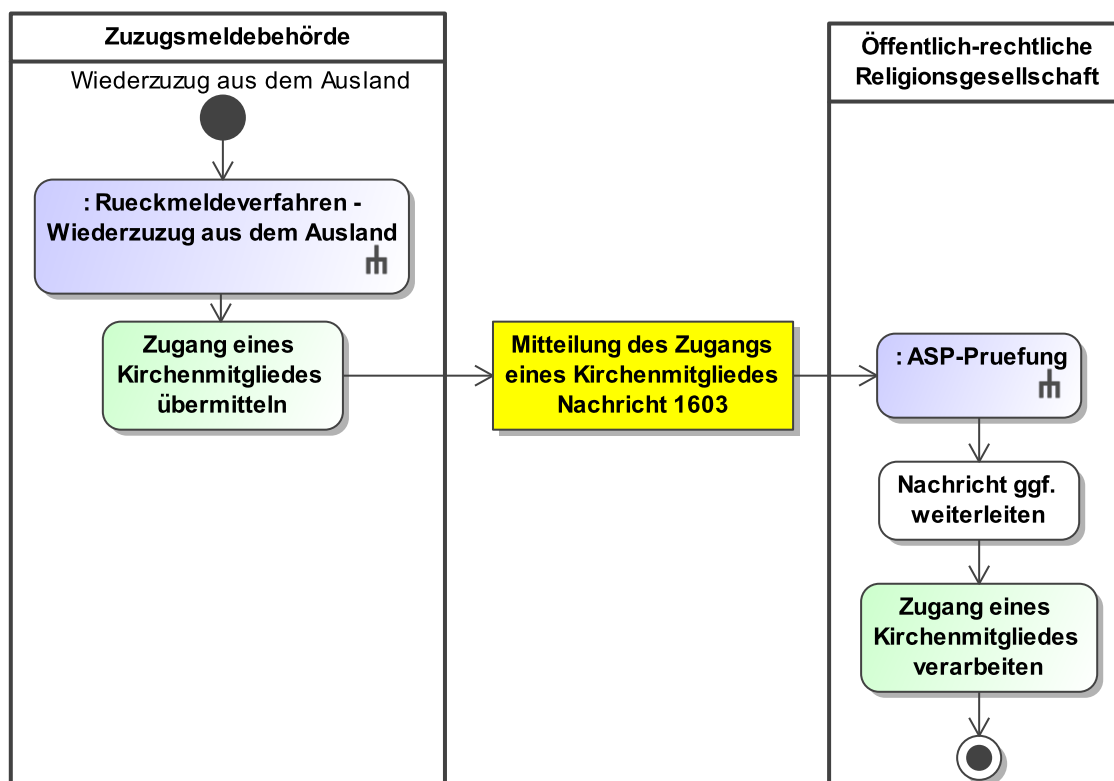 Zuzugsmeldebehörde
Wiederzuzug aus dem Ausland
: Rueckmeldeverfahren -
Wiederzuzug aus dem Ausland
Zugang eines
Kirchenmitgliedes
übermitteln
Mitteilung des Zugangs
eines Kirchenmitgliedes
Nachricht 1603
Öffentlich-rechtliche
Religionsgesellschaft
: ASP-Pruefung
Nachricht ggf.
weiterleiten
Zugang eines
Kirchenmitgliedes
verarbeiten